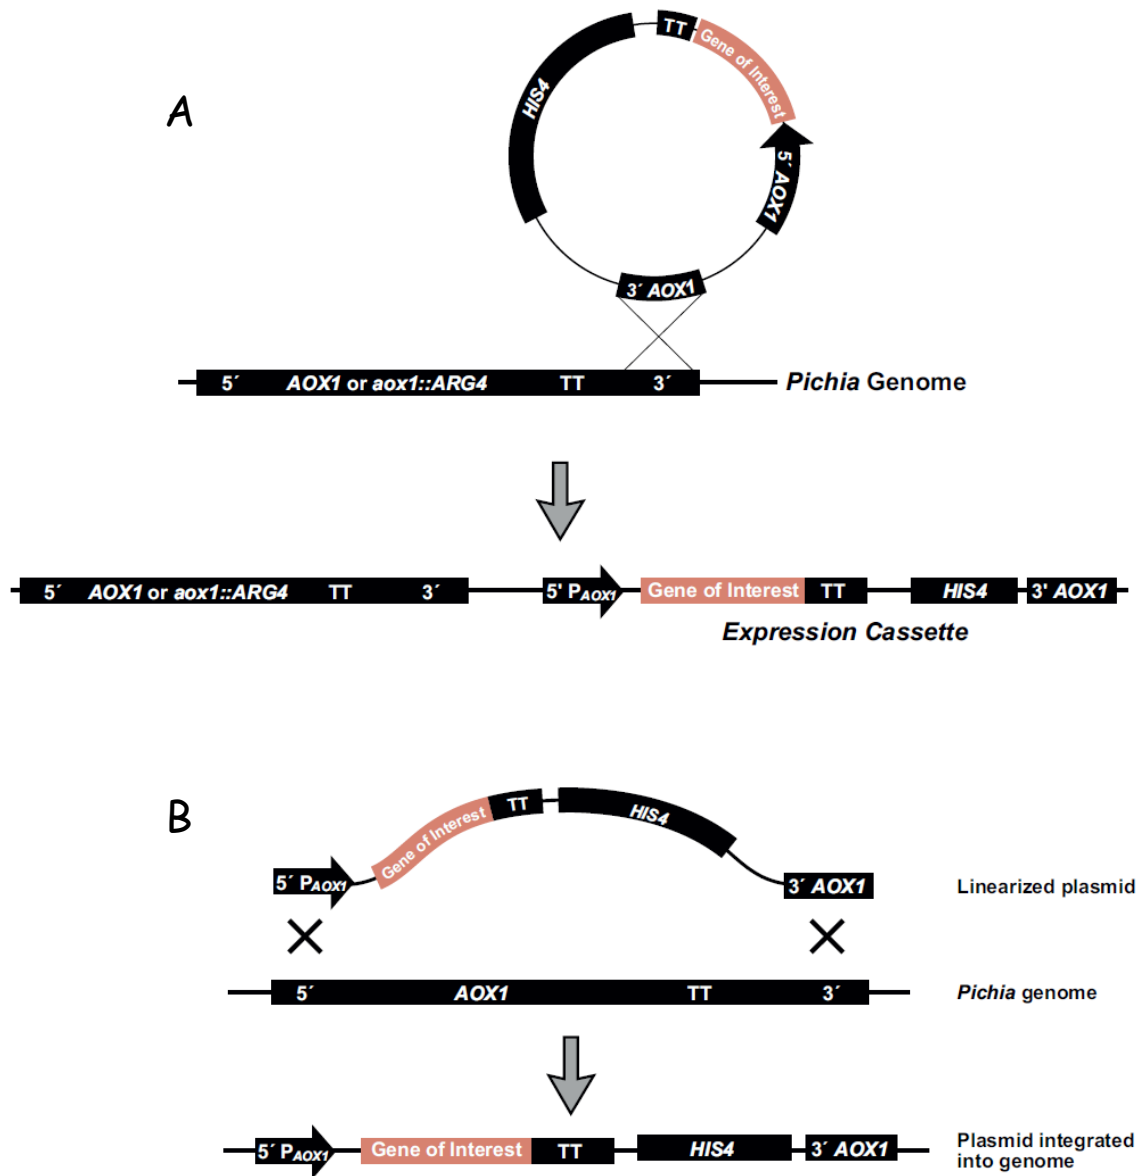 A
TT
Gene of Interest
HIS4
5´ AOX1
3´ AOX1
5´ AOX1 or aox1::ARG4 TT 3´
Pichia Genome
5´ AOX1 or aox1::ARG4 TT 3´ 5' PAOX1 Gene of Interest TT HIS4 3' AOX1
Expression Cassette
B
5´ PAOX1
Gene of Interest
TT
HIS4
3´ AOX1
Linearized plasmid
5´ AOX1 TT 3´
Pichia genome
5´ PAOX1 Gene of Interest TT HIS4 3´ AOX1
Plasmid integrated
into genome